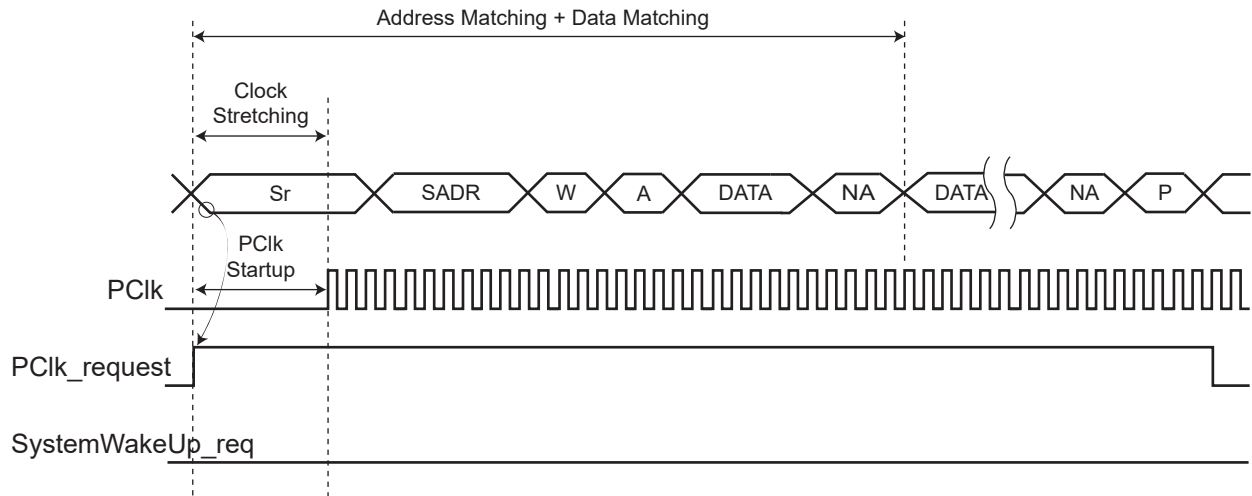 Address Matching + Data Matching
Clock
Stretching
Sr
SADR
W
A
DATA
NA
DATA
NA
P
PClk
Startup
PClk
PClk_request
SystemWakeUp_req